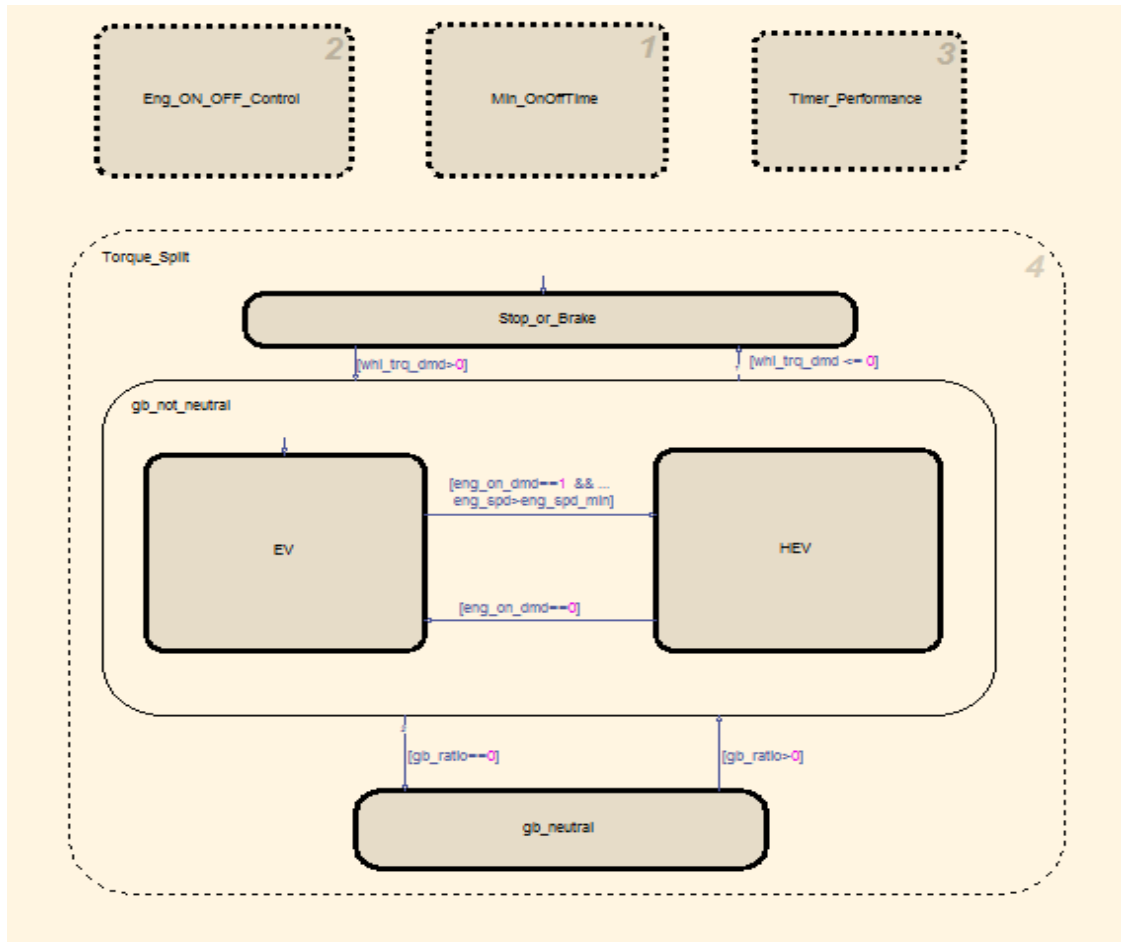 2
Eng_ON_OFF_Control
1
Min_OnOffTime
3
Timer_Performance
Torque_Split
4
Stop_or_Brake
[whl_trq_dmd>0]
[whl_trq_dmd <= 0]
gb_not_neutral
[eng_on_dmd==1 && ...
eng_spd>eng_spd_min]
EV
HEV
[eng_on_dmd==0]
[gb_ratio==0]
[gb_ratio>0]
gb_neutral